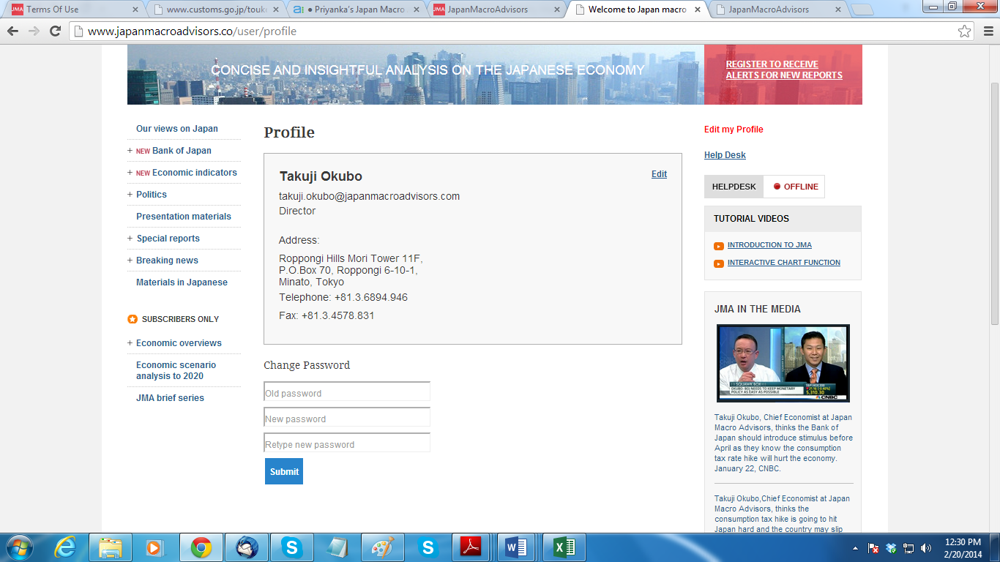 Terms Of Use
www.customs.go.jp/touke
● Priyanka's Japan Macro
JapanMacroAdvisors
Welcome to Japan macro
JapanMacroAdvisors
www.japanmacroadvisors.co/user/profile
CONCISE AND INSIGHTFUL ANALYSIS ON THE JAPANESE ECONOMY
REGISTER TO RECEIVE
ALERTS FOR NEW REPORTS
Our views on Japan
+ NEW Bank of Japan
+ NEW Economic indicators
+ Politics
Presentation materials
+ Special reports
+ Breaking news
Materials in Japanese
SUBSCRIBERS ONLY
+ Economic overviews
Economic scenario
analysis to 2020
JMA brief series
Profile
Takuji Okubo
Edit
takuji.okubo@japanmacroadvisors.com
Director
Address:
Roppongi Hills Mori Tower 11F,
P.O.Box 70, Roppongi 6-10-1,
Minato, Tokyo
Telephone: +81.3.6894.946
Fax: +81.3.4578.831
Change Password
Old password
New password
Retype new password
Submit
Edit my Profile
Help Desk
HELPDESK
OFFLINE
TUTORIAL VIDEOS
INTRODUCTION TO JMA
INTERACTIVE CHART FUNCTION
JMA IN THE MEDIA
SQUAWK BOX
OKUBO: BOJ NEEDS TO KEEP MONETARY
POLICY AS EASY AS POSSIBLE
5,310.30
CNBC
Takuji Okubo, Chief Economist at Japan
Macro Advisors, thinks the Bank of
Japan should introduce stimulus before
April as they know the consumption
tax rate hike will hurt the economy.
January 22, CNBC.
Takuji Okubo,Chief Economist at Japan
Macro Advisors, thinks the
consumption tax hike is going to hit
Japan hard and the country may slip
12:30 PM
2/20/2014